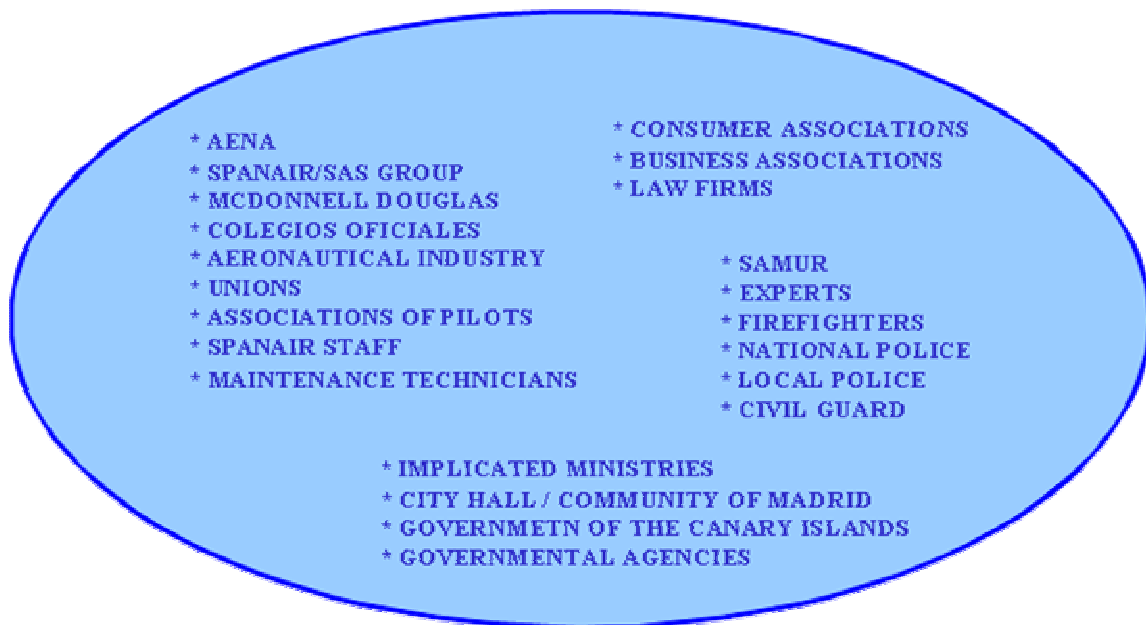 * AENA
* SPANAIR/SAS GROUP
* MCDONNELL DOUGLAS
* COLEGIOS OFICIALES
* AERONAUTICAL INDUSTRY
* UNIONS
* ASSOCIATIONS OF PILOTS
* SPANAIR STAFF
* MAINTENANCE TECHNICIANS
* CONSUMER ASSOCIATIONS
* BUSINESS ASSOCIATIONS
* LAW FIRMS
* SAMUR
* EXPERTS
* FIREFIGHTERS
* NATIONAL POLICE
* LOCAL POLICE
* CIVIL GUARD
* IMPLICATED MINISTRIES
* CITY HALL / COMMUNITY OF MADRID
* GOVERNMETN OF THE CANARY ISLANDS
* GOVERNMENTAL AGENCIES